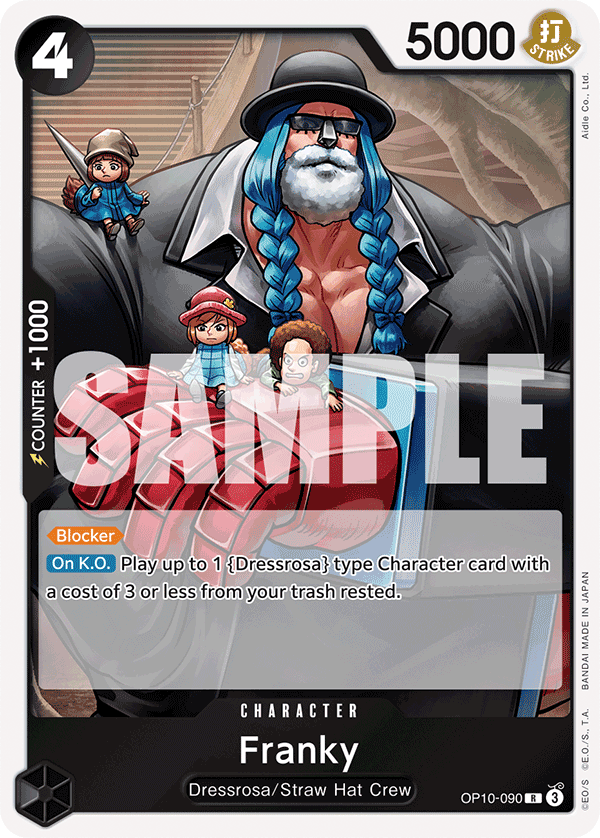 4
5000
打
STRIKE
Aidle Co., Ltd.
COUNTER +1000
SAMPLE
Blocker
On K.O. Play up to 1 {Dressrosa} type Character card with
a cost of 3 or less from your trash rested.
CHARACTER
Franky
Dressrosa/Straw Hat Crew
OP10-090 R 3
©EO/S ©E.O./S., T.A. BANDAI MADE IN JAPAN